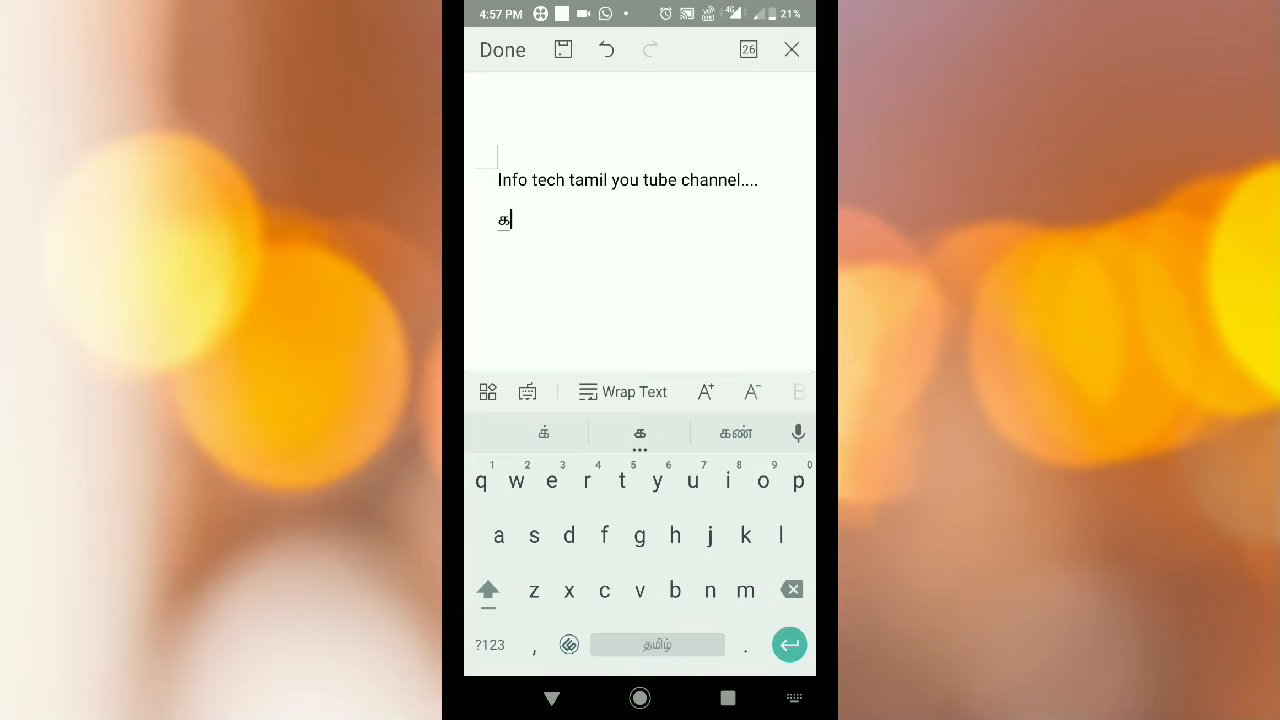 4:57 PM 4G 21%
Done 26
Info tech tamil you tube channel....
க
Wrap Text A+ A- B
க் க கண்
1 2 3 4 5 6 7 8 9 0
q w e r t y u i o p
a s d f g h j k l
z x c v b n m
?123 , தமிழ் .